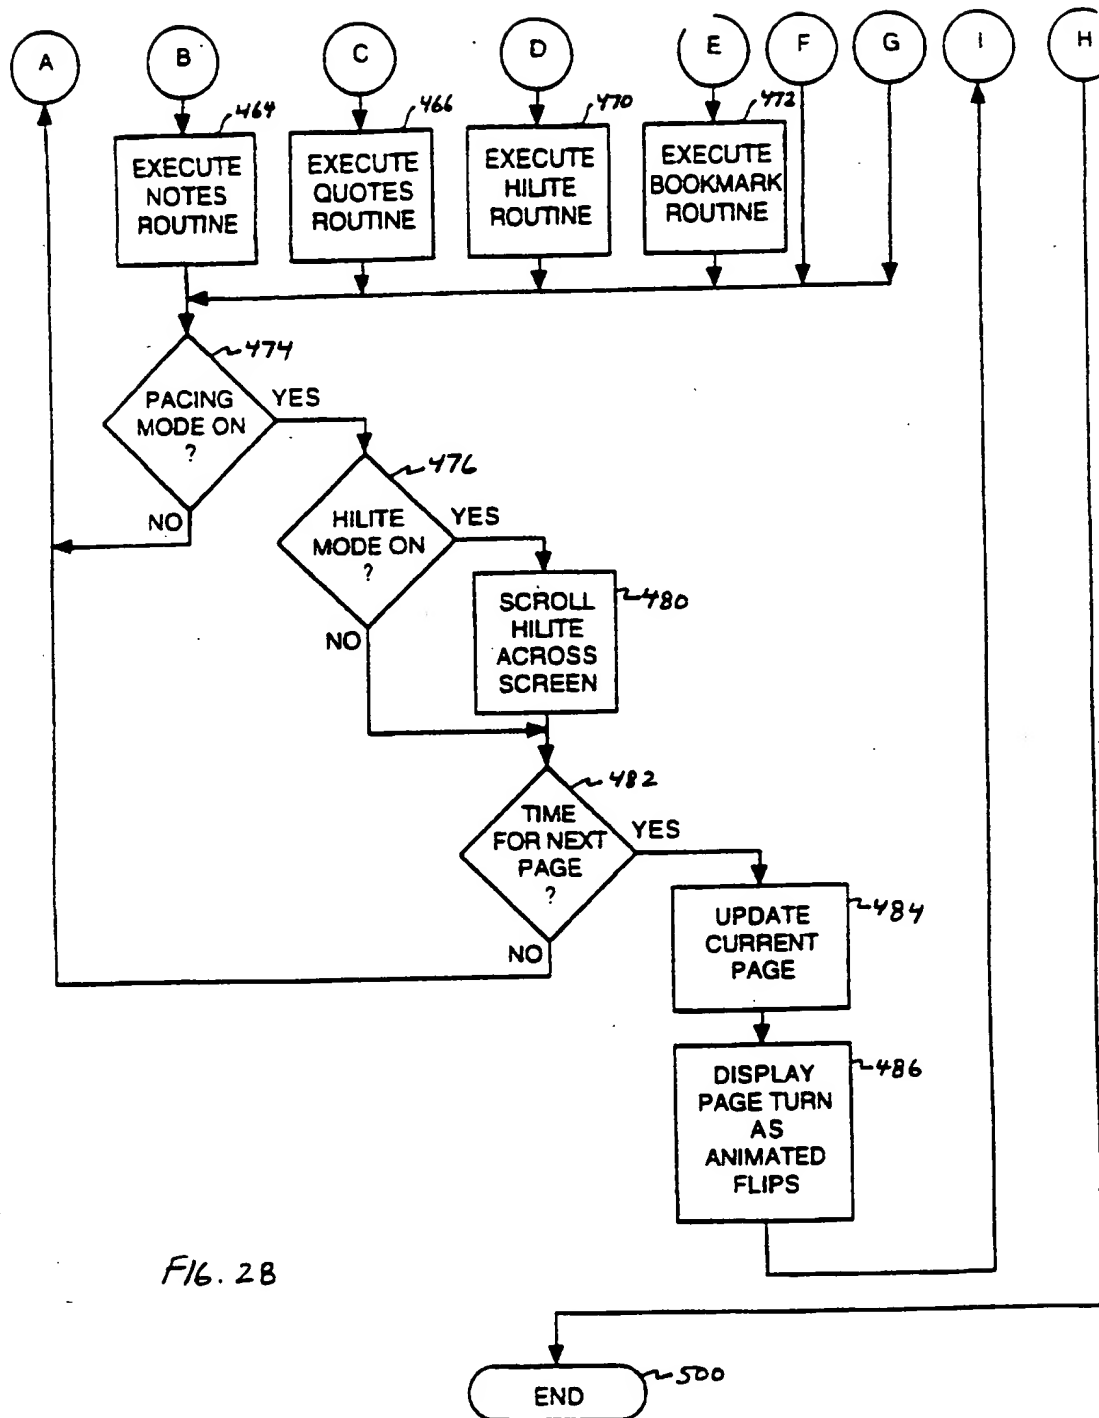 A
B
C
D
E
F
G
I
H
464
466
470
472
EXECUTE
NOTES
ROUTINE
EXECUTE
QUOTES
ROUTINE
EXECUTE
HILITE
ROUTINE
EXECUTE
BOOKMARK
ROUTINE
474
PACING
MODE ON
?
YES
NO
476
HILITE
MODE ON
?
YES
NO
480
SCROLL
HILITE
ACROSS
SCREEN
482
TIME
FOR NEXT
PAGE
?
YES
NO
484
UPDATE
CURRENT
PAGE
486
DISPLAY
PAGE TURN
AS
ANIMATED
FLIPS
FIG. 2B
500
END